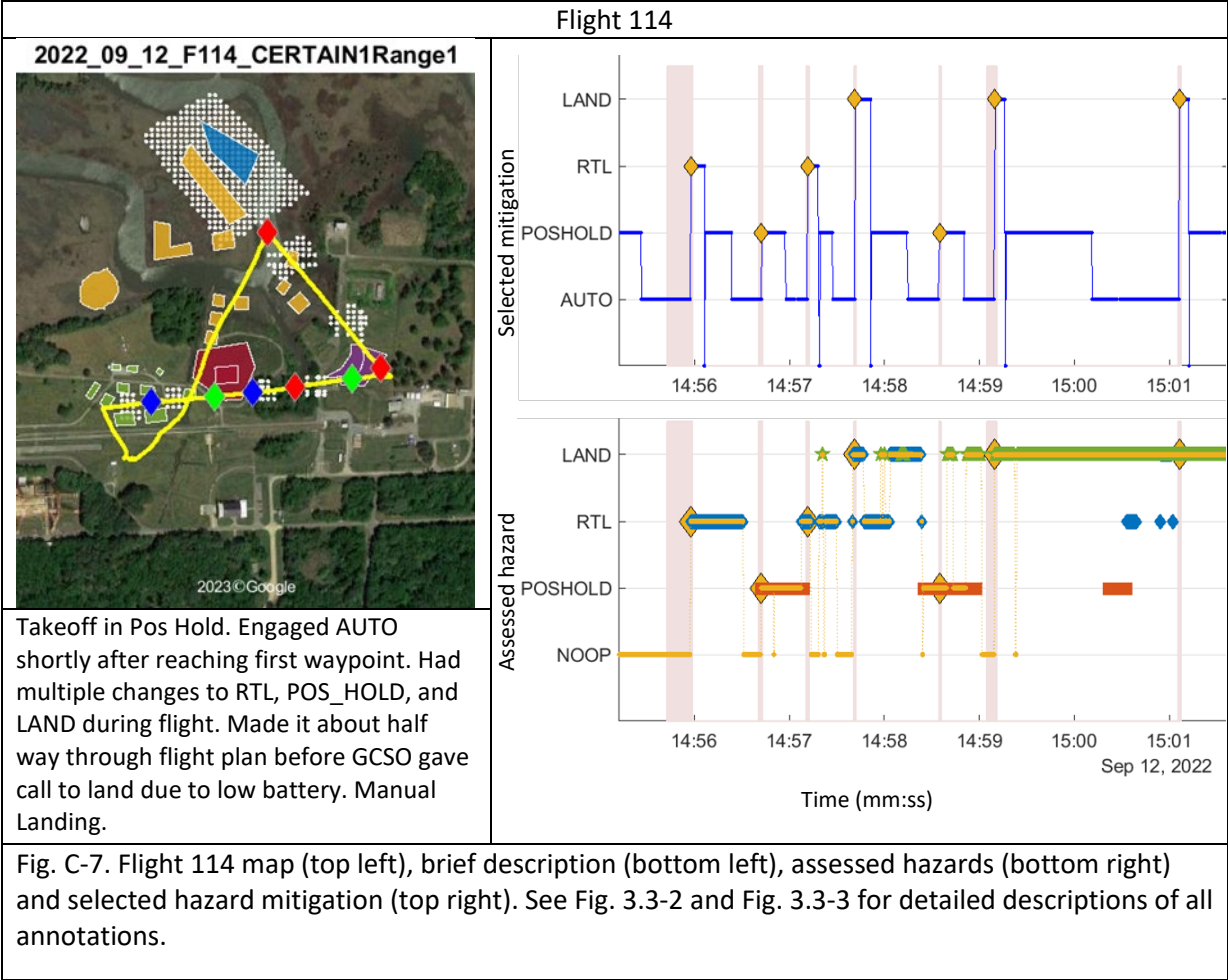 Flight 114
2022_09_12_F114_CERTAIN1Range1
2023©Google
Takeoff in Pos Hold. Engaged AUTO
shortly after reaching first waypoint. Had
multiple changes to RTL, POS_HOLD, and
LAND during flight. Made it about half
way through flight plan before GCSO gave
call to land due to low battery. Manual
Landing.
Selected mitigation
LAND
RTL
POSHOLD
AUTO
14:56 14:57 14:58 14:59 15:00 15:01
Assessed hazard
LAND
RTL
POSHOLD
NOOP
14:56 14:57 14:58 14:59 15:00 15:01
Sep 12, 2022
Time (mm:ss)
Fig. C-7. Flight 114 map (top left), brief description (bottom left), assessed hazards (bottom right)
and selected hazard mitigation (top right). See Fig. 3.3-2 and Fig. 3.3-3 for detailed descriptions of all
annotations.